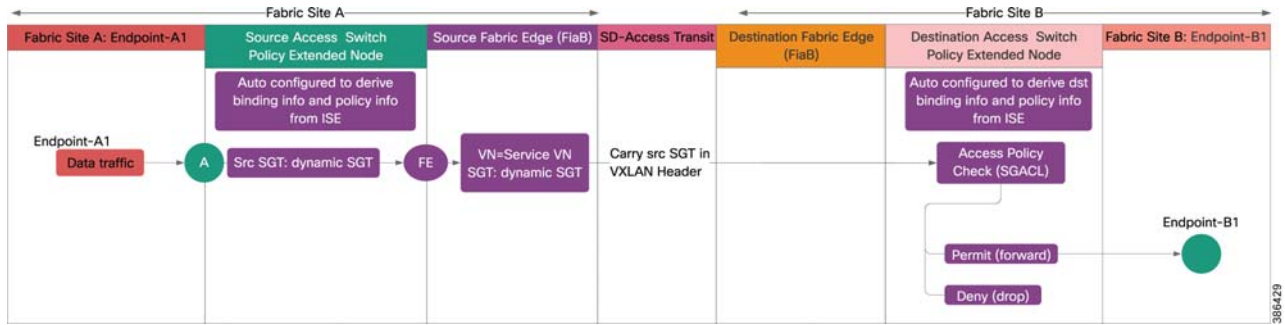 Fabric Site A
Fabric Site B
Fabric Site A: Endpoint-A1
Source Access Switch
Policy Extended Node
Source Fabric Edge (FiaB)
SD-Access Transit
Destination Fabric Edge
(FiaB)
Destination Access Switch
Policy Extended Node
Fabric Site B: Endpoint-B1
Auto configured to derive
binding info and policy info
from ISE
Auto configured to derive dst
binding info and policy info
from ISE
Endpoint-A1
Data traffic
A
Src SGT: dynamic SGT
FE
VN=Service VN
SGT: dynamic SGT
Carry src SGT in
VXLAN Header
Access Policy
Check (SGACL)
Endpoint-B1
Permit (forward)
Deny (drop)
386429